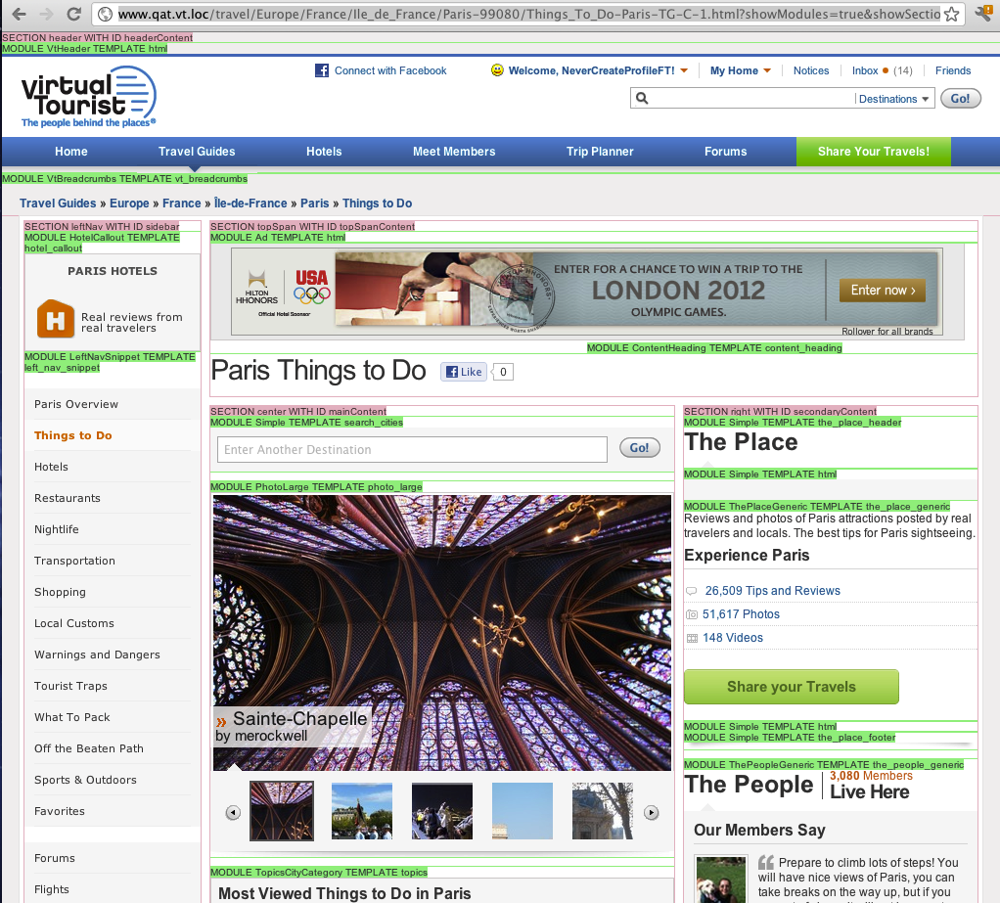 www.qat.vt.loc/travel/Europe/France/Ile_de_France/Paris-99080/Things_To_Do-Paris-TG-C-1.html?showModules=true&showSectio
SECTION header WITH ID headerContent
MODULE VtHeader TEMPLATE html
virtual
Tourist
The people behind the places®
Connect with Facebook
Welcome, NeverCreateProfileFT!
My Home
Notices
Inbox • (14)
Friends
Destinations
Go!
Home
Travel Guides
Hotels
Meet Members
Trip Planner
Forums
Share Your Travels!
MODULE VtBreadcrumbs TEMPLATE vt_breadcrumbs
Travel Guides » Europe » France » Île-de-France » Paris » Things to Do
SECTION leftNav WITH ID sidebar
MODULE HotelCallout TEMPLATE
hotel_callout
PARIS HOTELS
H
Real reviews from
real travelers
MODULE LeftNavSnippet TEMPLATE
left_nav_snippet
Paris Overview
Things to Do
Hotels
Restaurants
Nightlife
Transportation
Shopping
Local Customs
Warnings and Dangers
Tourist Traps
What To Pack
Off the Beaten Path
Sports & Outdoors
Favorites
Forums
Flights
SECTION topSpan WITH ID topSpanContent
MODULE Ad TEMPLATE html
HILTON
HHONORS
USA
Official Hotel Sponsor
ENTER FOR A CHANCE TO WIN A TRIP TO THE
LONDON 2012
OLYMPIC GAMES.
Enter now ›
Rollover for all brands
MODULE ContentHeading TEMPLATE content_heading
Paris Things to Do
Like
0
SECTION center WITH ID mainContent
MODULE Simple TEMPLATE search_cities
Enter Another Destination
Go!
MODULE PhotoLarge TEMPLATE photo_large
» Sainte-Chapelle
by merockwell
MODULE TopicsCityCategory TEMPLATE topics
Most Viewed Things to Do in Paris
SECTION right WITH ID secondaryContent
MODULE Simple TEMPLATE the_place_header
The Place
MODULE Simple TEMPLATE html
MODULE ThePlaceGeneric TEMPLATE the_place_generic
Reviews and photos of Paris attractions posted by real
travelers and locals. The best tips for Paris sightseeing.
Experience Paris
26,509 Tips and Reviews
51,617 Photos
148 Videos
Share your Travels
MODULE Simple TEMPLATE html
MODULE Simple TEMPLATE the_place_footer
MODULE ThePeopleGeneric TEMPLATE the_people_generic
The People
3,080 Members
Live Here
Our Members Say
Prepare to climb lots of steps! You
will have nice views of Paris, you can
take breaks on the way up, but if you